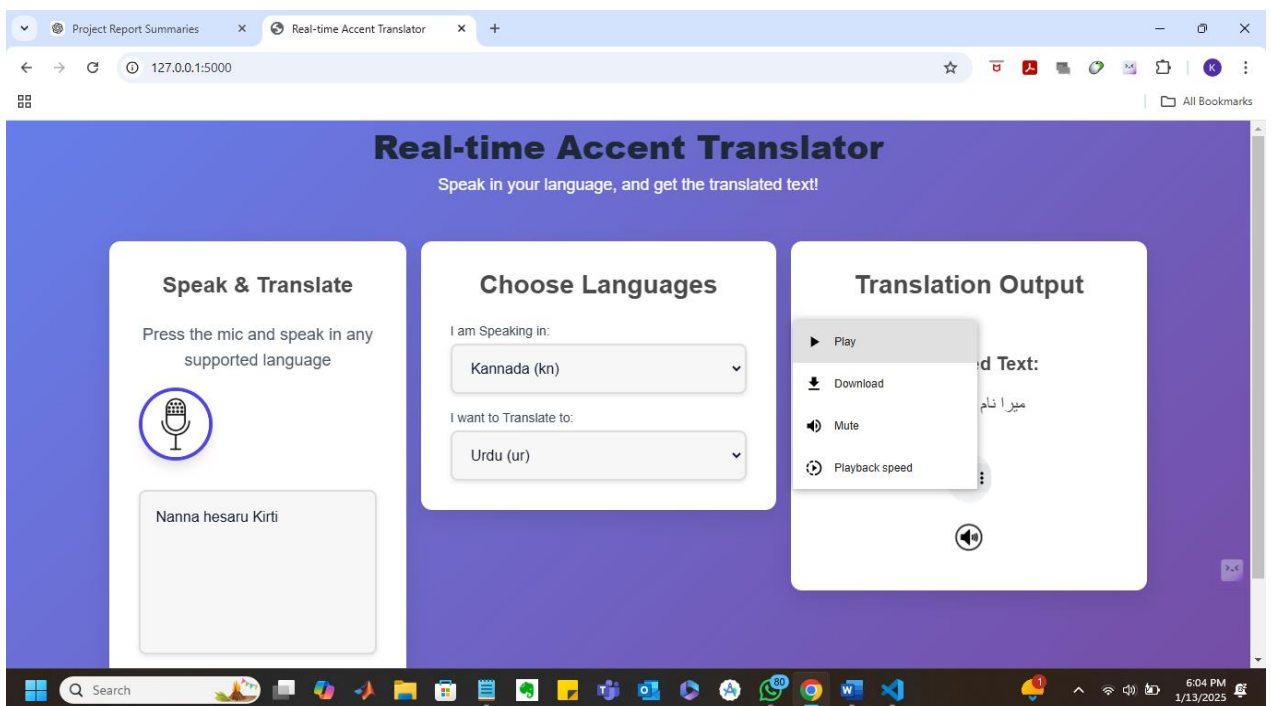 Project Report Summaries
Real-time Accent Translator
127.0.0.1:5000
K
All Bookmarks
Real-time Accent Translator
Speak in your language, and get the translated text!
Speak & Translate
Press the mic and speak in any
supported language
Nanna hesaru Kirti
Choose Languages
I am Speaking in:
Kannada (kn)
I want to Translate to:
Urdu (ur)
Translation Output
d Text:
میرا نام
Play
Download
Mute
Playback speed
Search
80
1
6:04 PM
1/13/2025